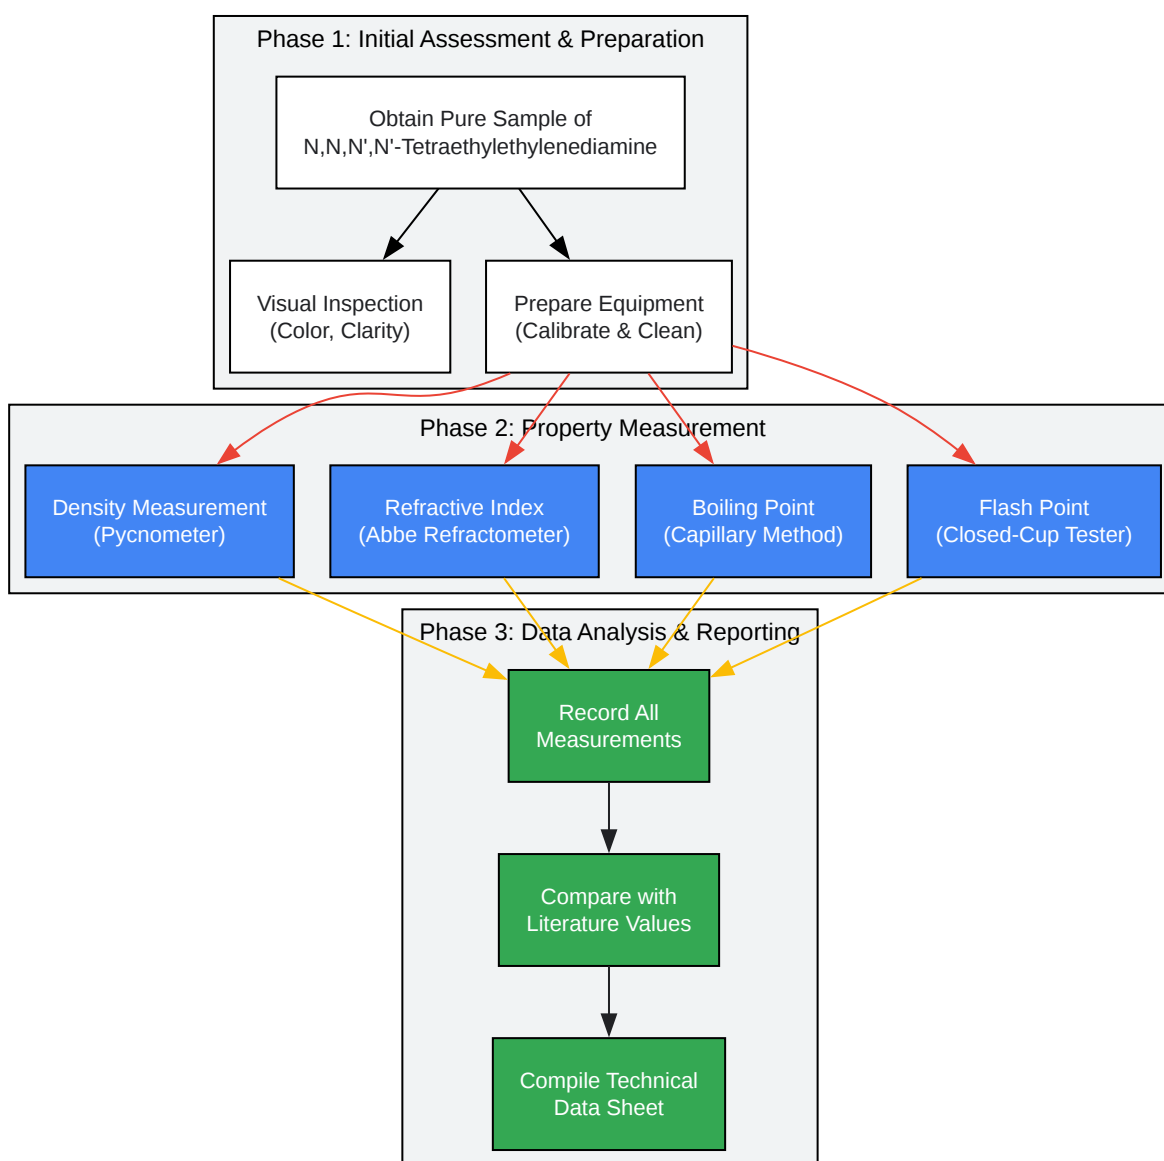 Phase 1: Initial Assessment & Preparation
Obtain Pure Sample of
N,N,N',N'-Tetraethylethylenediamine
Visual Inspection
(Color, Clarity)
Prepare Equipment
(Calibrate & Clean)
Phase 2: Property Measurement
Density Measurement
(Pycnometer)
Refractive Index
(Abbe Refractometer)
Boiling Point
(Capillary Method)
Flash Point
(Closed-Cup Tester)
Phase 3: Data Analysis & Reporting
Record All
Measurements
Compare with
Literature Values
Compile Technical
Data Sheet